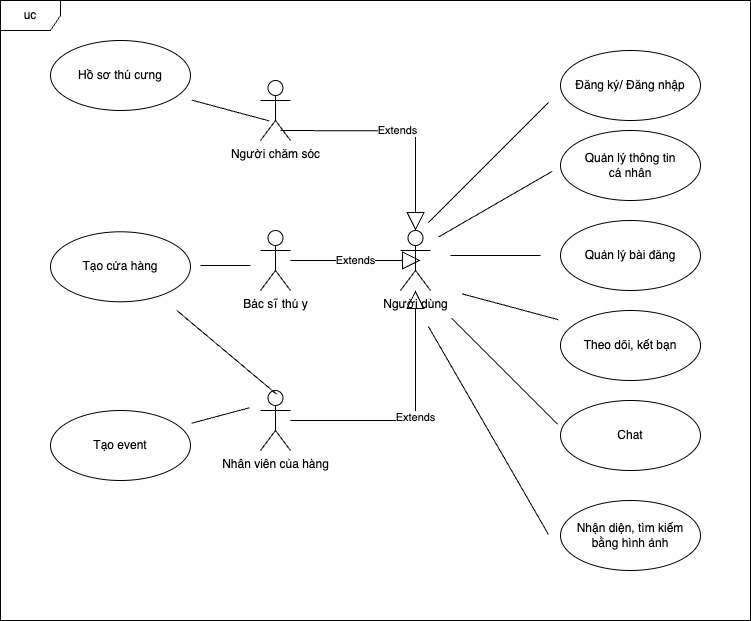 uc
Hồ sơ thú cưng
Đăng ký/ Đăng nhập
Extends
Người chăm sóc
Quản lý thông tin
cá nhân
Tạo cửa hàng
Extends
Quản lý bài đăng
Bác sĩ thú y
Người dùng
Theo dõi, kết bạn
Extends
Tạo event
Chat
Nhân viên của hàng
Nhận diện, tìm kiếm
bằng hình ảnh